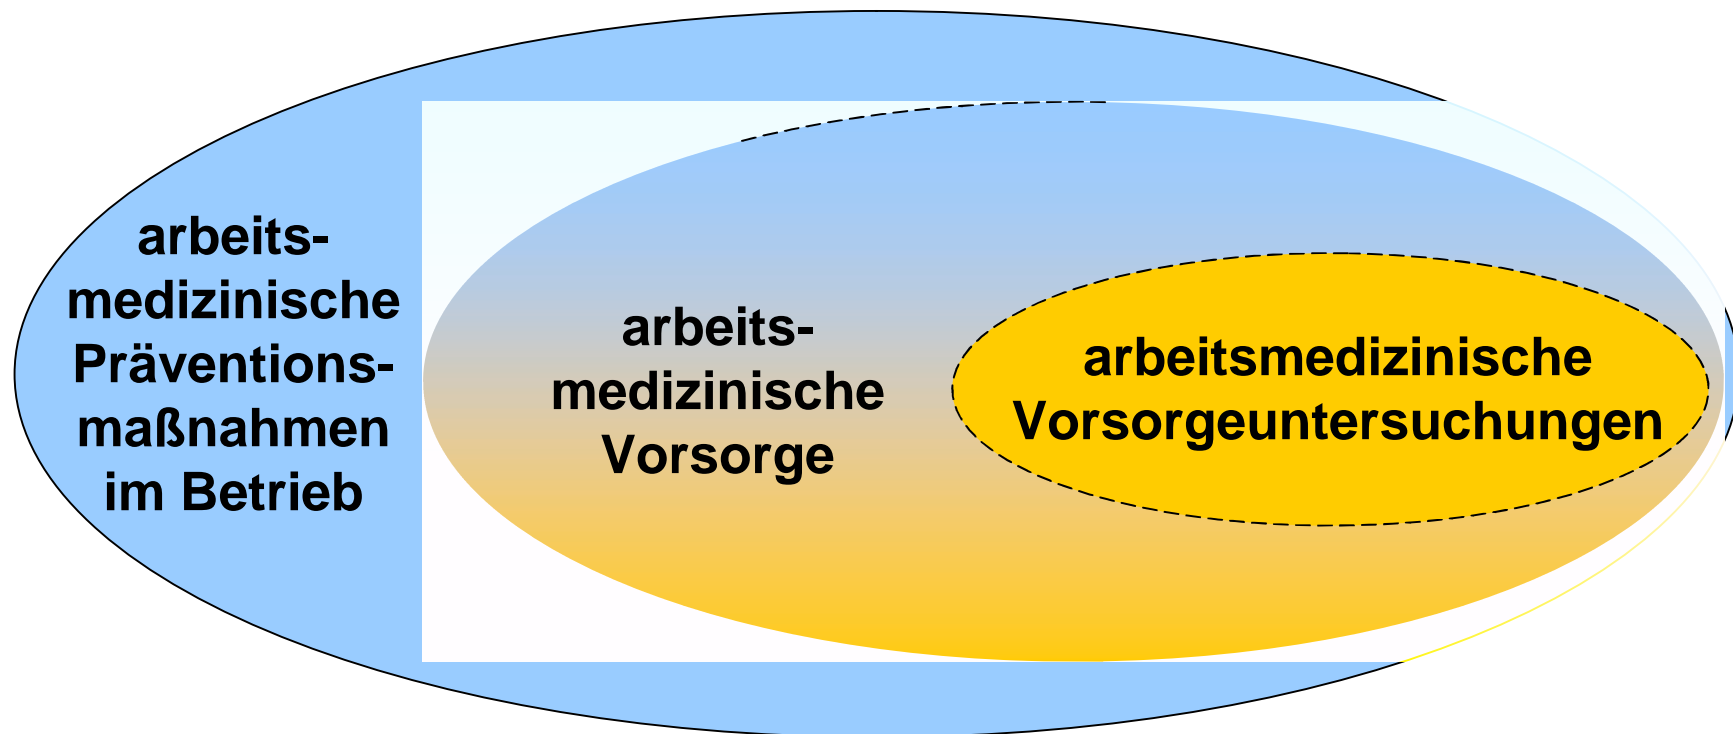 arbeits-
medizinische
Präventions-
maßnahmen
im Betrieb
arbeits-
medizinische
Vorsorge
arbeitsmedizinische
Vorsorgeuntersuchungen